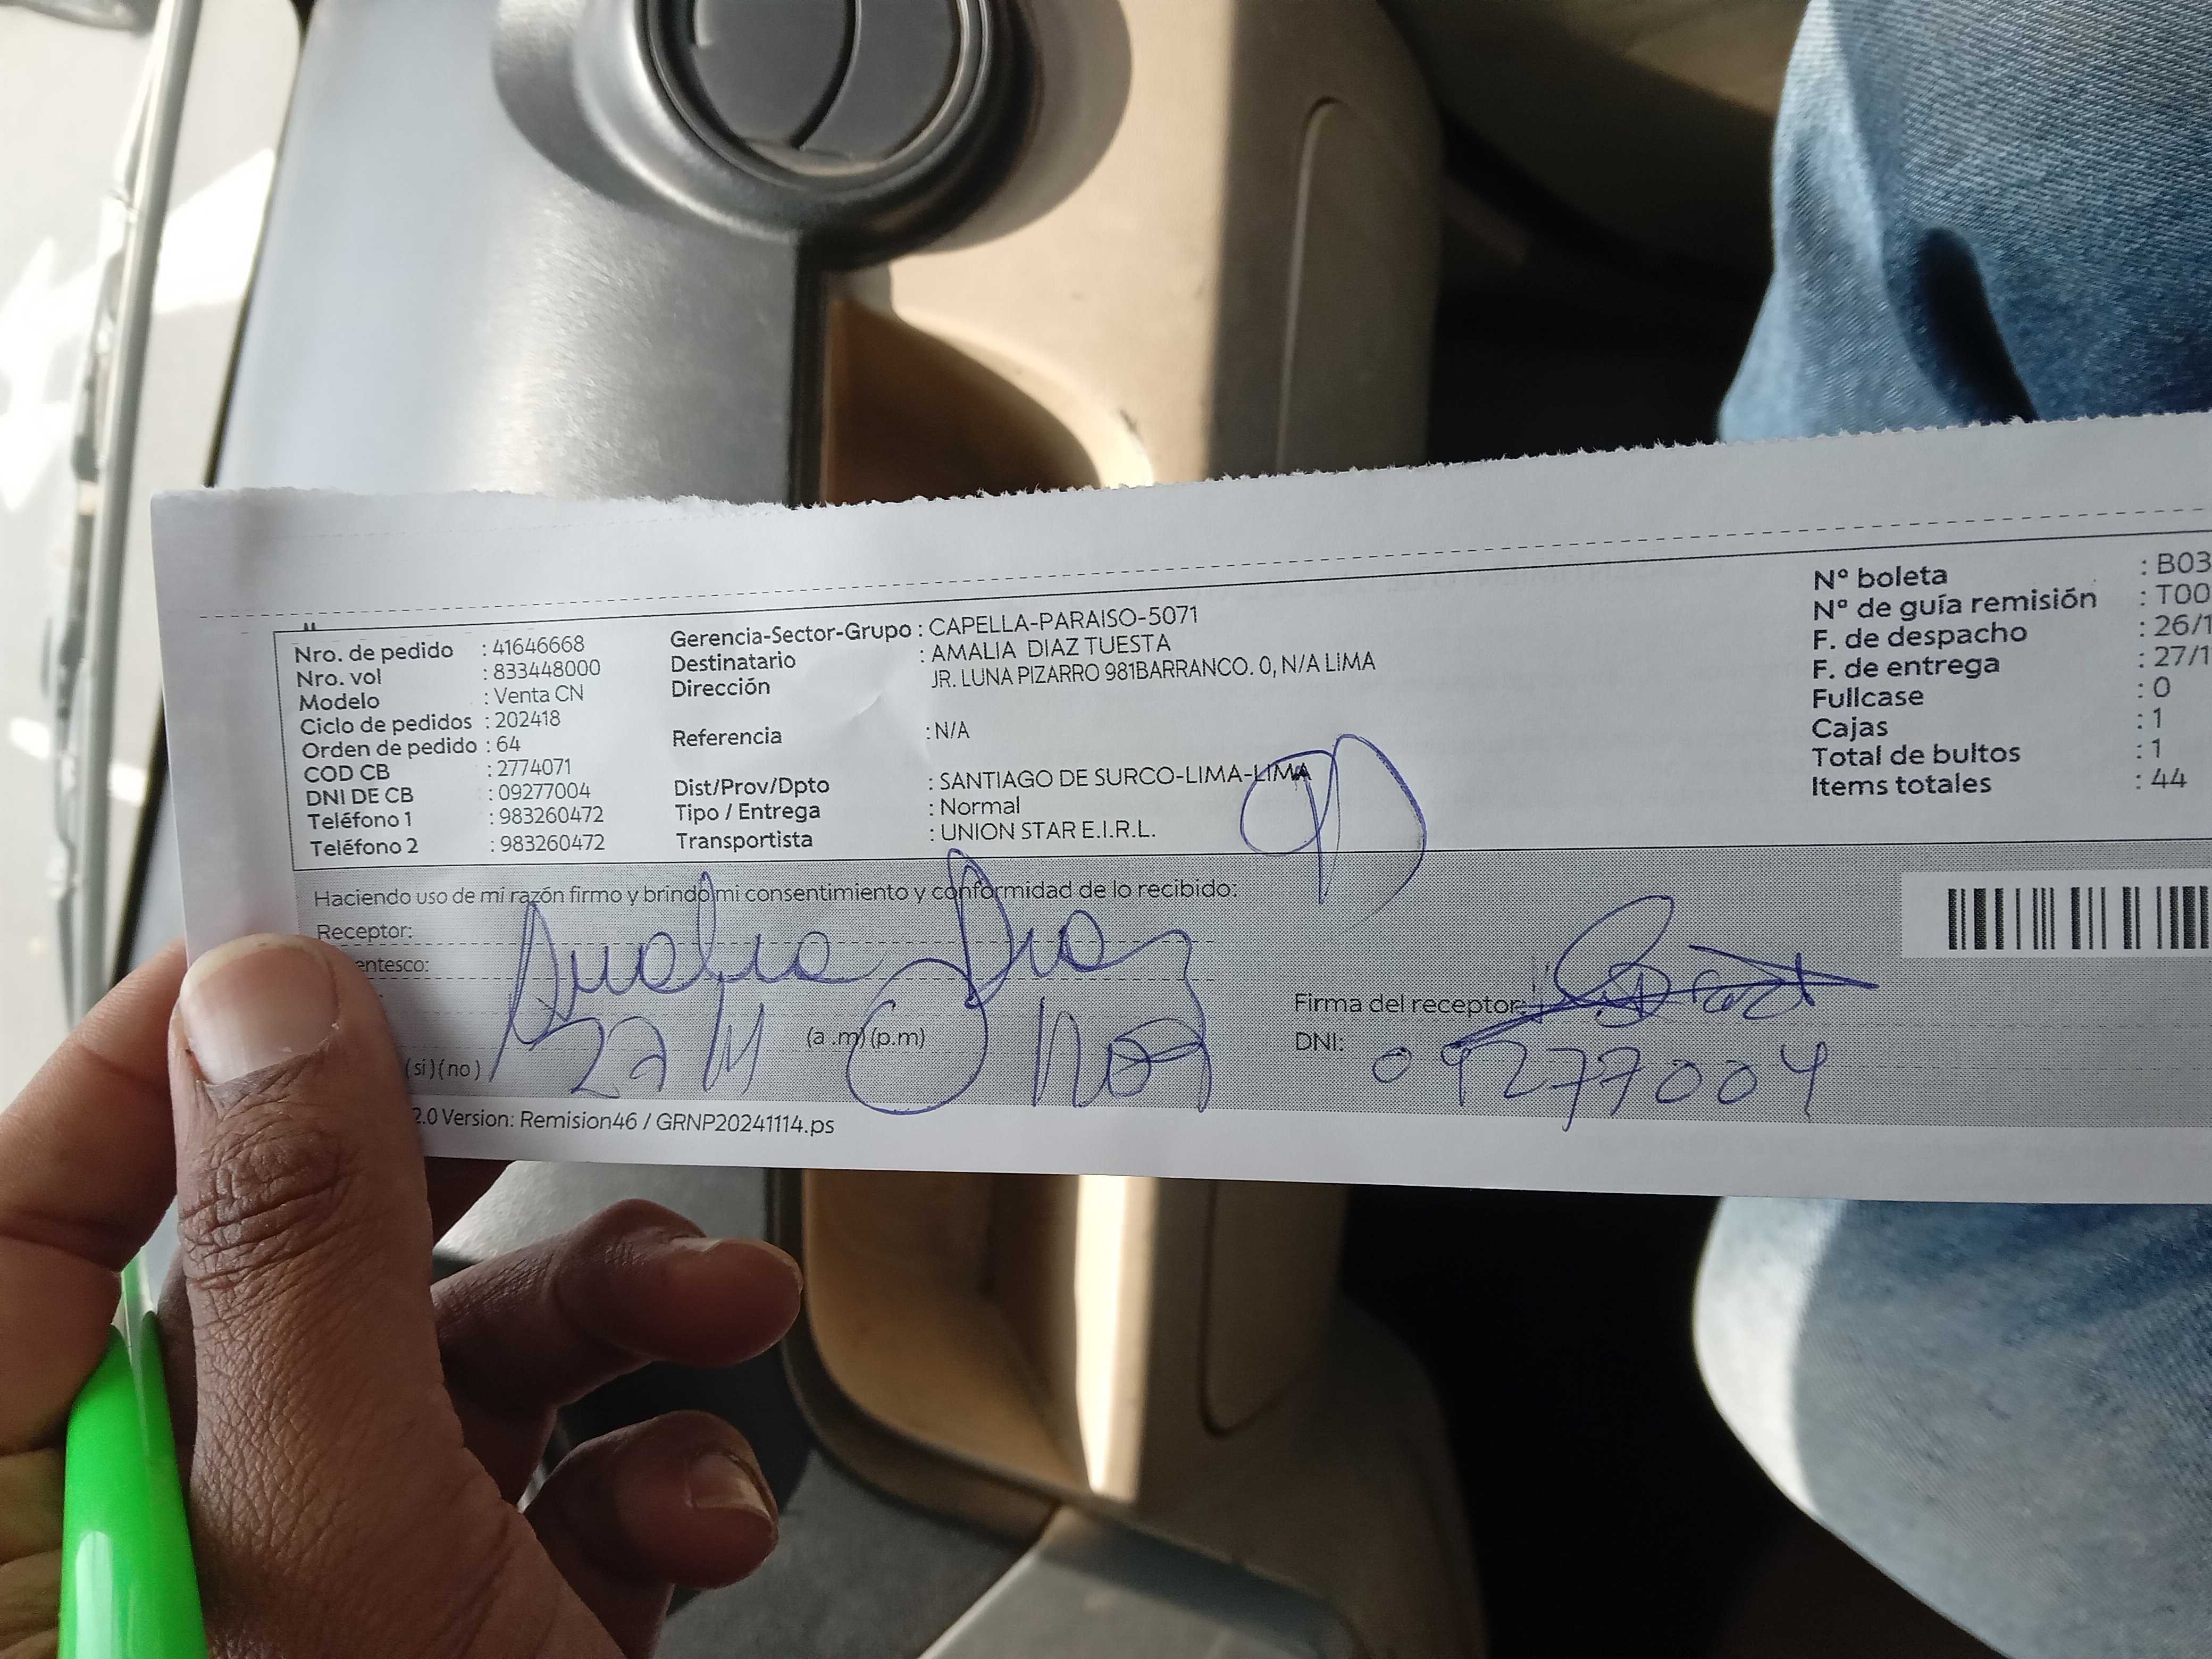 Nro. de pedido : 41646668
Nro. vol : 833448000
Modelo : Venta CN
Ciclo de pedidos : 202418
Orden de pedido : 64
COD CB : 2774071
DNI DE CB : 09277004
Teléfono 1 : 983260472
Teléfono 2 : 983260472
Gerencia-Sector-Grupo : CAPELLA-PARAISO-5071
Destinatario : AMALIA DIAZ TUESTA
Dirección JR. LUNA PIZARRO 981BARRANCO. 0, N/A LIMA
Referencia : N/A
Dist/Prov/Dpto : SANTIAGO DE SURCO-LIMA-LIMA
Tipo / Entrega : Normal
Transportista : UNION STAR E.I.R.L.
Nº boleta : B03
Nº de guía remisión : T00
F. de despacho : 26/1
F. de entrega : 27/1
Fullcase : 0
Cajas : 1
Total de bultos : 1
Items totales : 44
Haciendo uso de mi razón firmo y brindo mi consentimiento y conformidad de lo recibido:
Receptor: Amalia Diaz
entesco:
(a .m) (p.m)
(si)(no)
Firma del receptor:
DNI: 09277004
2.0 Version: Remision46 / GRNP20241114.ps